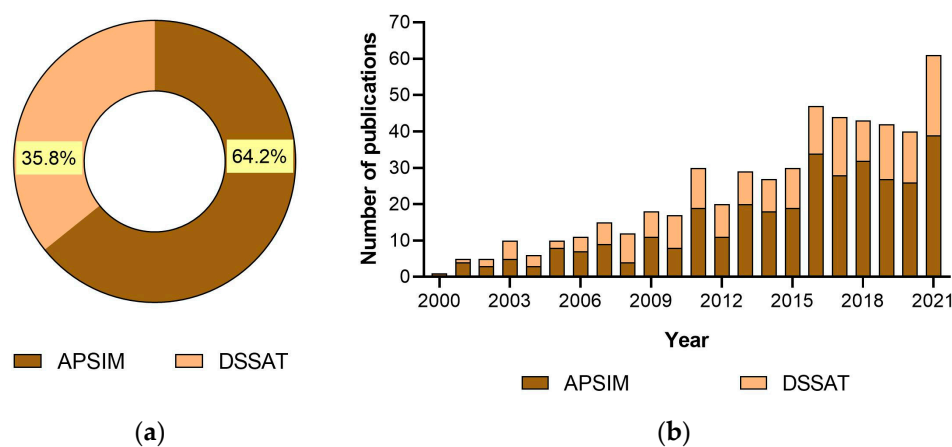 35.8%
64.2%
APSIM
DSSAT
(a)
Number of publications
70
60
50
40
30
20
10
0
2000
2003
2006
2009
2012
2015
2018
2021
Year
APSIM
DSSAT
(b)